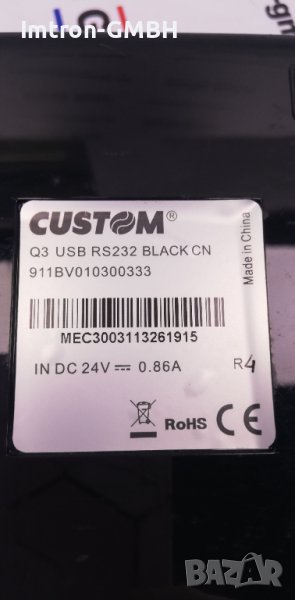 Imtron-GMBH
CUSTOM®
Q3 USB RS232 BLACK CN
911BV010300333
Made in China
MEC3003113261915
IN DC 24V 0.86A
R4
RoHS CE
BAZAR